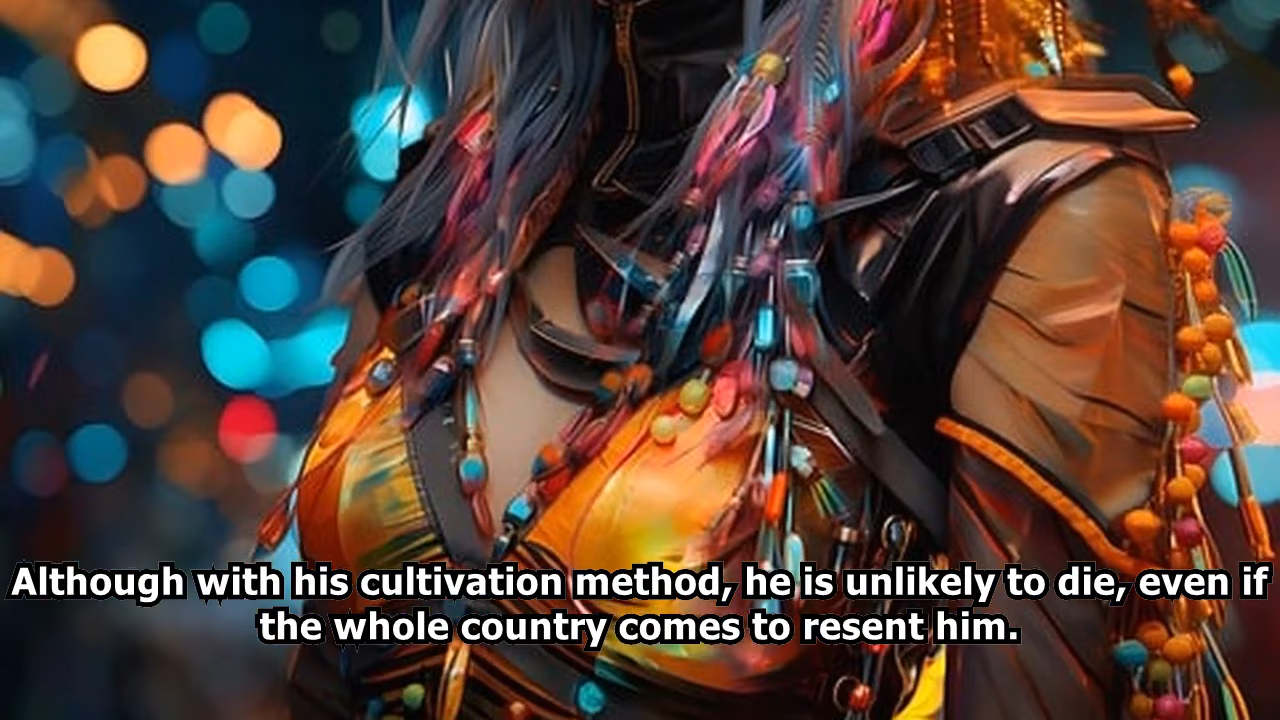 Although with his cultivation method, he is unlikely to die, even if
the whole country comes to resent him.